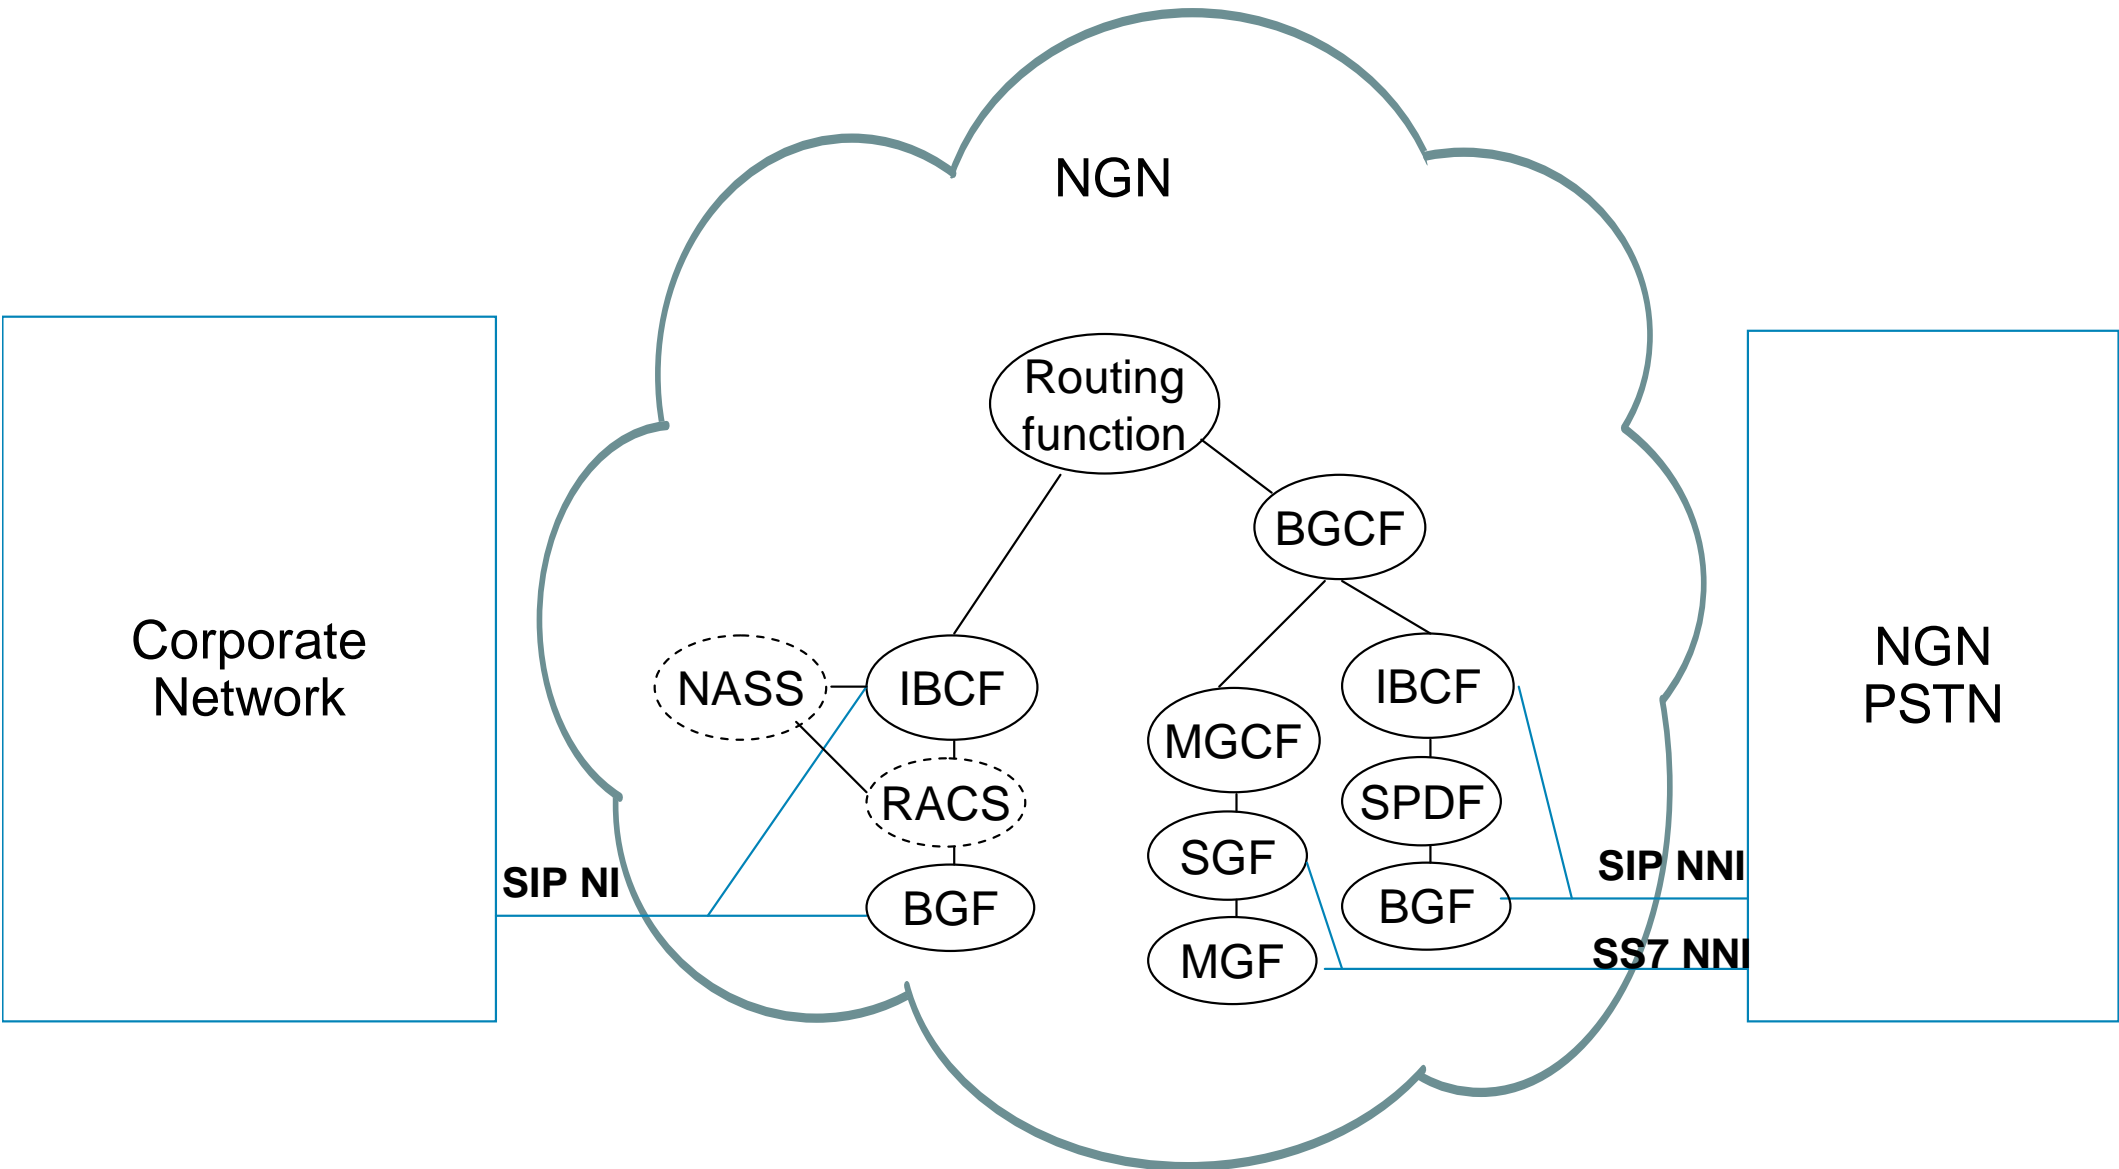 NGN
Routing
function
BGCF
Corporate
Network
NASS
IBCF
IBCF
NGN
PSTN
MGCF
RACS
SPDF
SGF
SIP NI
BGF
BGF
SIP NNI
MGF
SS7 NNI